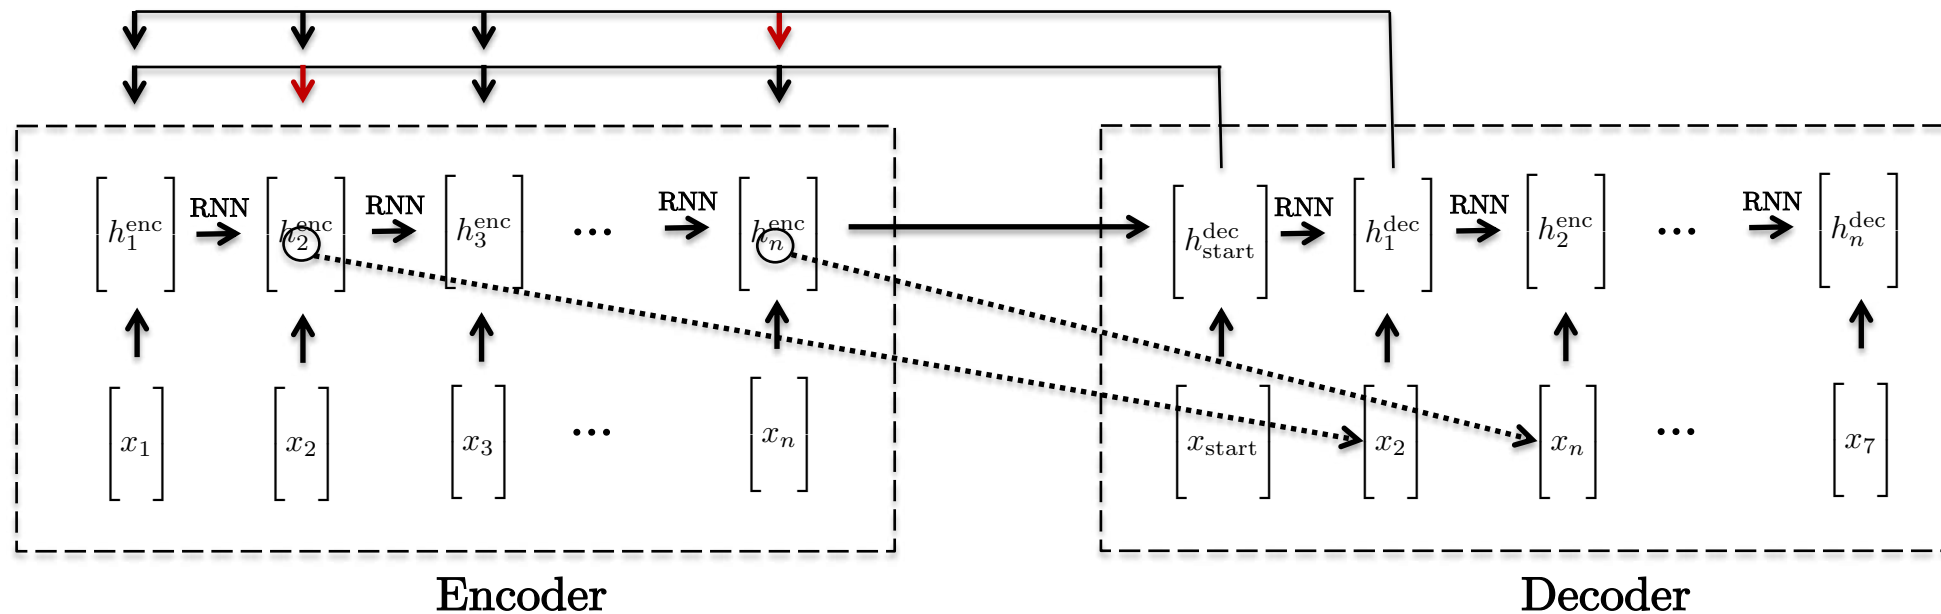 RNN RNN RNN RNN RNN RNN
h_1^enc h_2^enc h_3^enc ... h_n^enc h_start^dec h_1^dec h_2^enc ... h_n^dec
x_1 x_2 x_3 ... x_n x_start x_2 x_n ... x_7
Encoder Decoder